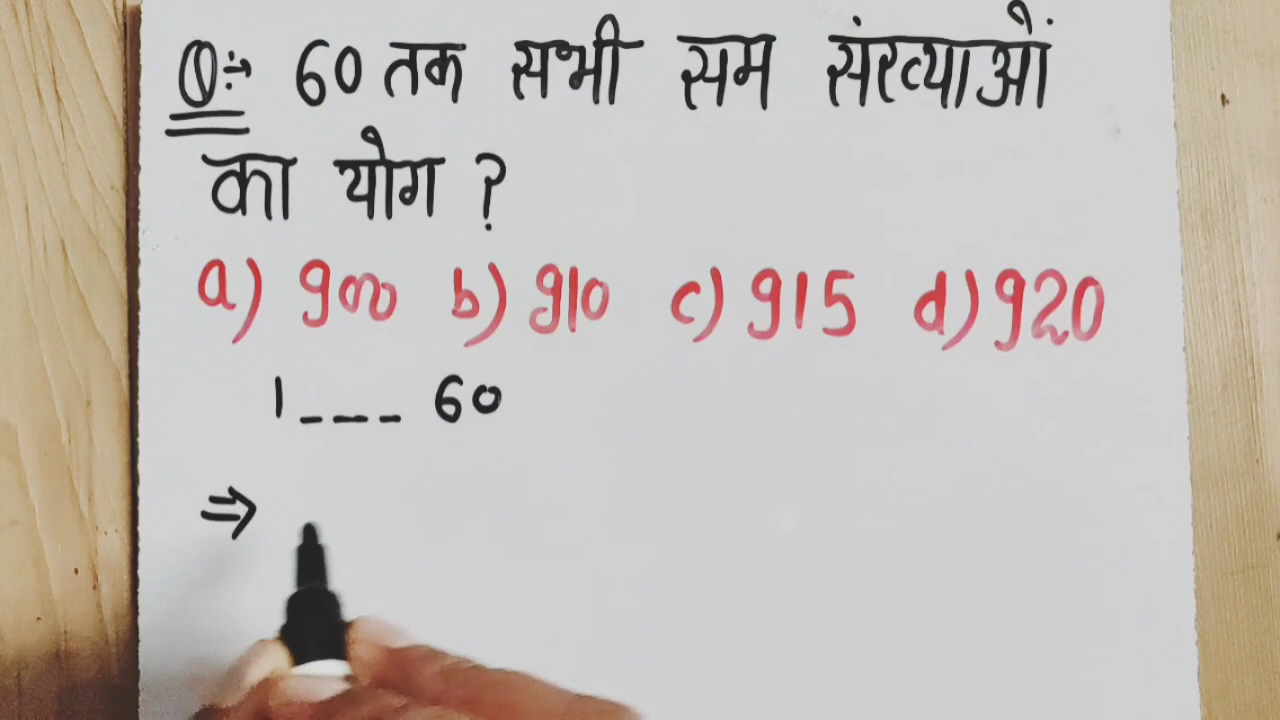 Q:→ 60 तक सभी सम संख्याओं
का योग ?
a) 900 b) 910 c) 915 d) 920
1 _ _ _ 60
⇒